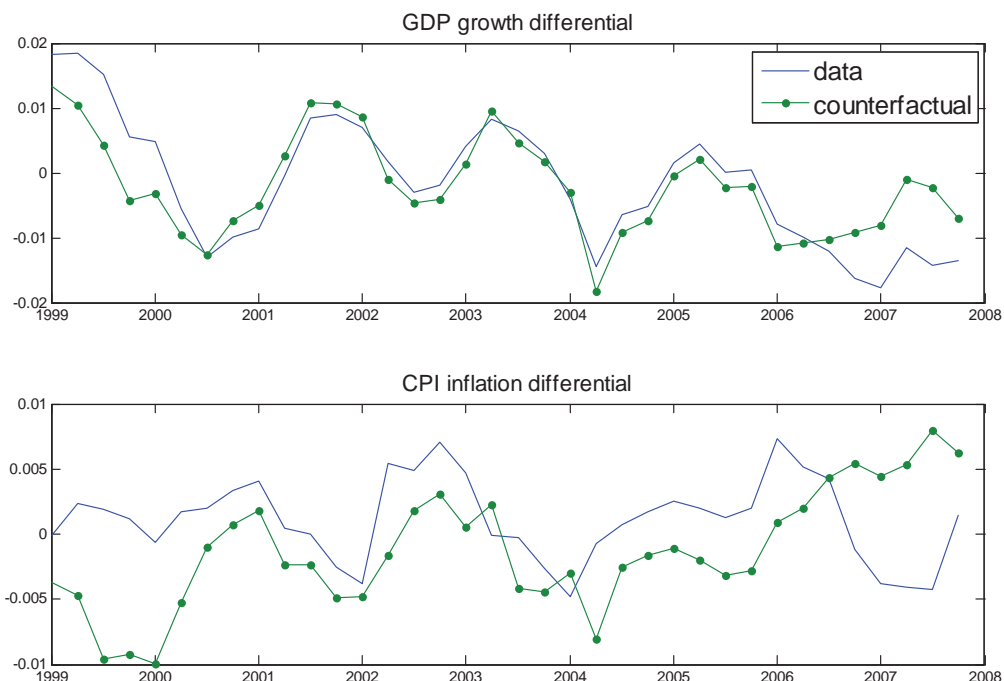 GDP growth differential
0.02
0.01
0
-0.01
-0.02
data
counterfactual
1999 2000 2001 2002 2003 2004 2005 2006 2007 2008
CPI inflation differential
0.01
0.005
0
-0.005
-0.01
1999 2000 2001 2002 2003 2004 2005 2006 2007 2008